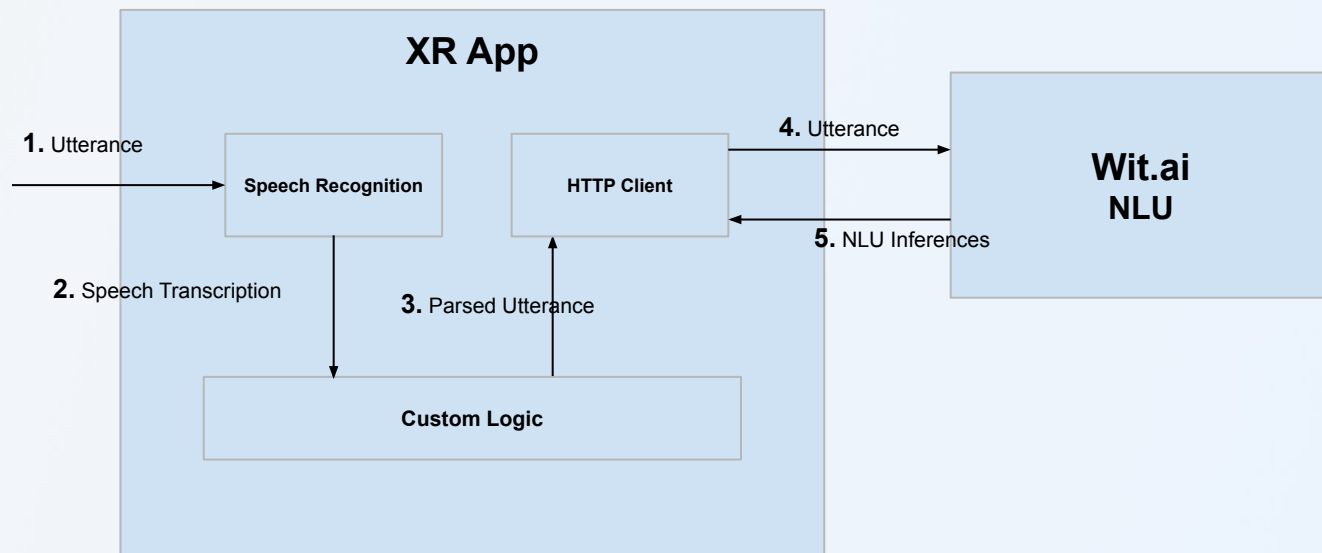 XR App
1. Utterance
Speech Recognition
HTTP Client
4. Utterance
Wit.ai
NLU
5. NLU Inferences
2. Speech Transcription
3. Parsed Utterance
Custom Logic